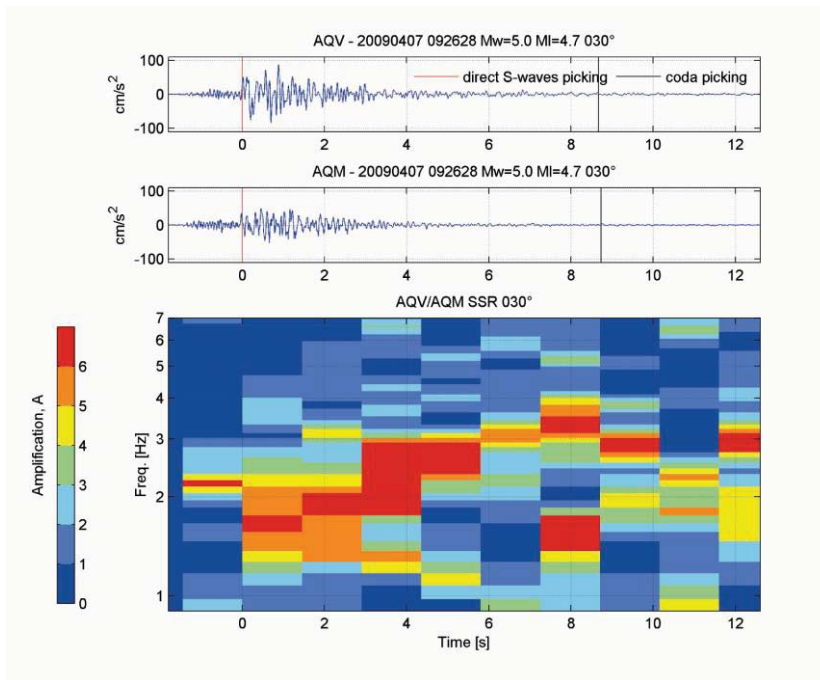 AQV - 20090407 092628 Mw=5.0 Ml=4.7 030°
cm/s²
100
0
-100
direct S-waves picking
coda picking
0 2 4 6 8 10 12
AQM - 20090407 092628 Mw=5.0 Ml=4.7 030°
cm/s²
100
0
-100
0 2 4 6 8 10 12
AQV/AQM SSR 030°
Amplification, A
6
5
4
3
2
1
0
Freq. [Hz]
7
6
5
4
3
2
1
0 2 4 6 8 10 12
Time [s]